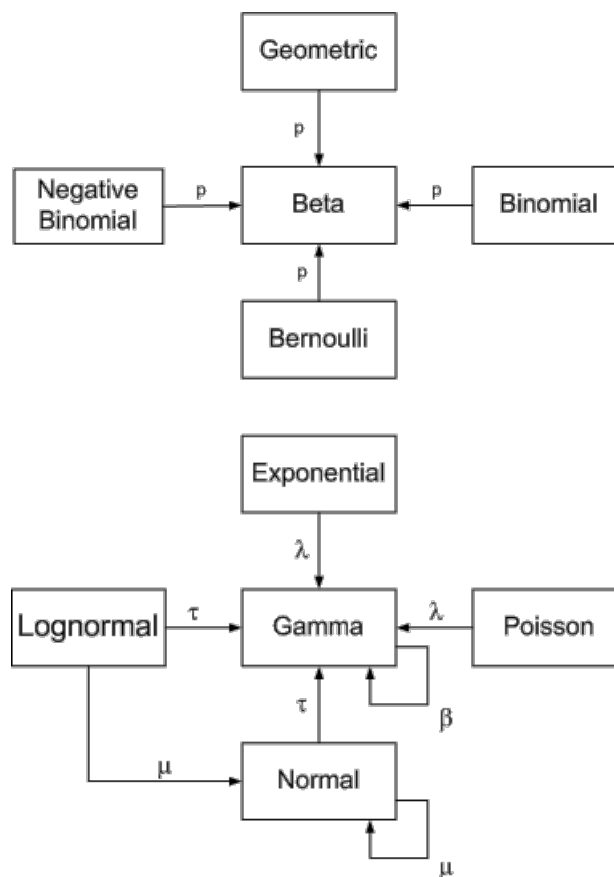 Geometric
p
Negative
Binomial
p
Beta
p
Binomial
p
Bernoulli
Exponential
λ
Lognormal
τ
Gamma
λ
Poisson
τ
β
μ
Normal
μ